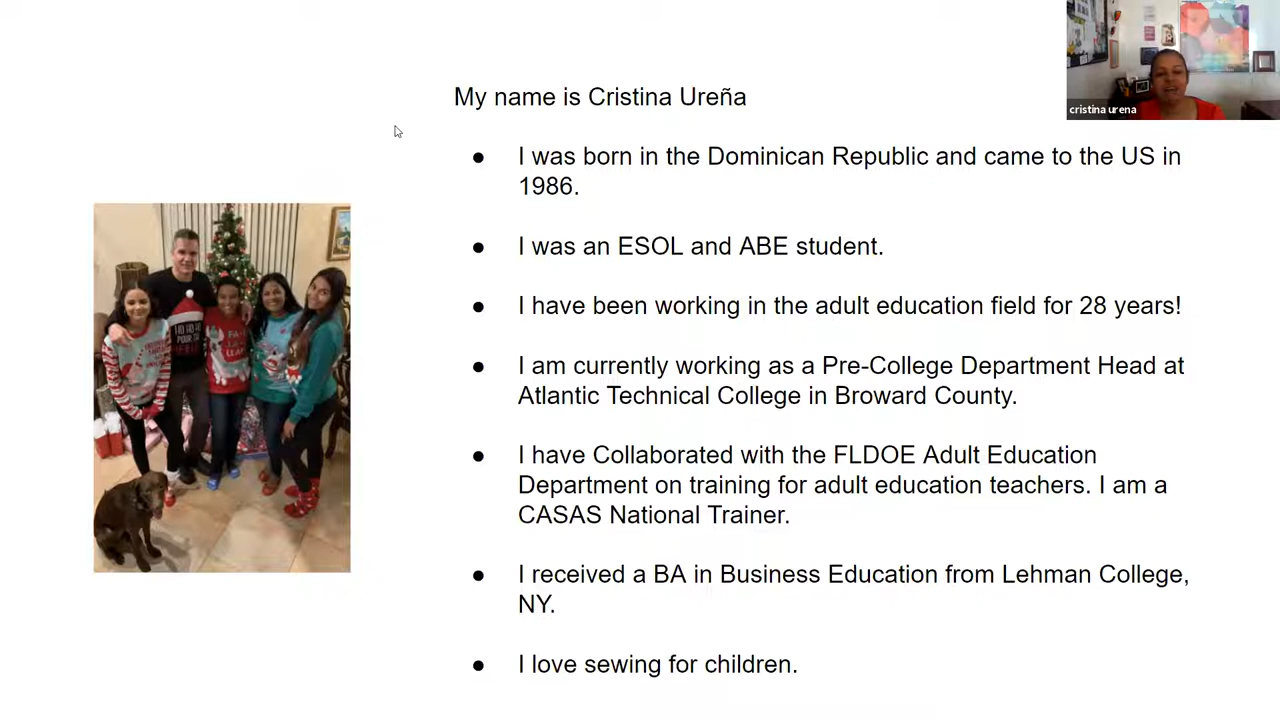 cristina urena
My name is Cristina Ureña
● I was born in the Dominican Republic and came to the US in
1986.
● I was an ESOL and ABE student.
● I have been working in the adult education field for 28 years!
● I am currently working as a Pre-College Department Head at
Atlantic Technical College in Broward County.
● I have Collaborated with the FLDOE Adult Education
Department on training for adult education teachers. I am a
CASAS National Trainer.
● I received a BA in Business Education from Lehman College,
NY.
● I love sewing for children.